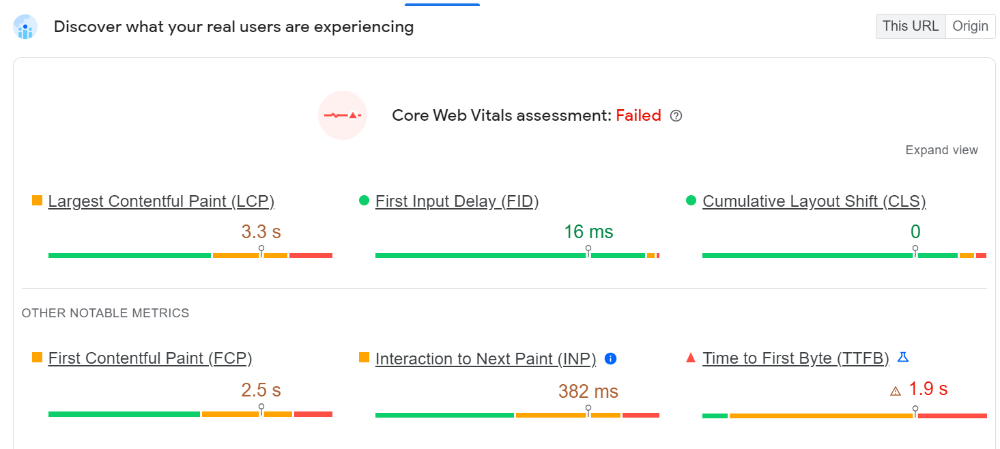 Discover what your real users are experiencing
This URL Origin
Core Web Vitals assessment: Failed
Expand view
Largest Contentful Paint (LCP)
3.3 s
First Input Delay (FID)
16 ms
Cumulative Layout Shift (CLS)
0
OTHER NOTABLE METRICS
First Contentful Paint (FCP)
2.5 s
Interaction to Next Paint (INP)
382 ms
Time to First Byte (TTFB)
1.9 s